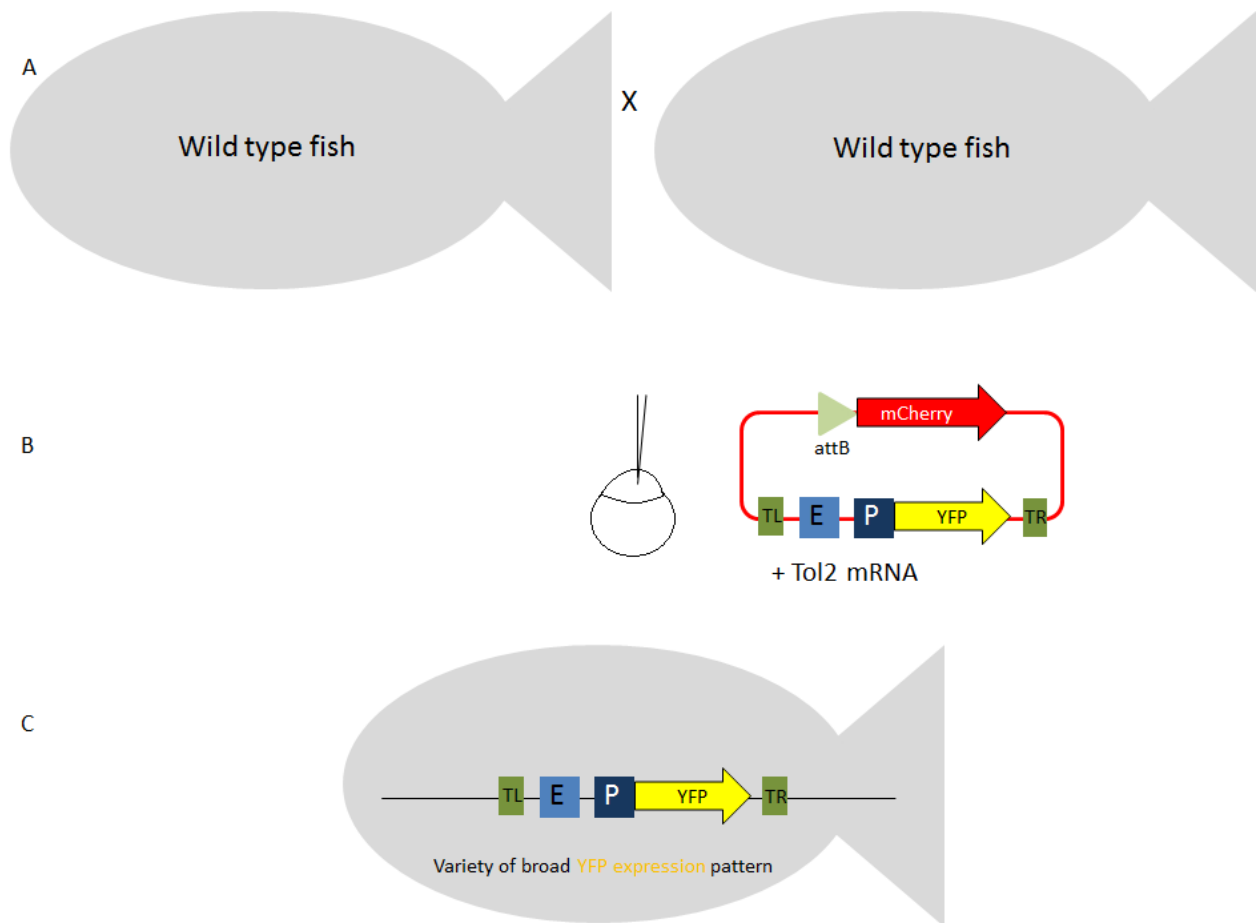 A
Wild type fish
X
Wild type fish
B
mCherry
attB
TL E P YFP TR
+ Tol2 mRNA
C
TL E P YFP TR
Variety of broad YFP expression pattern